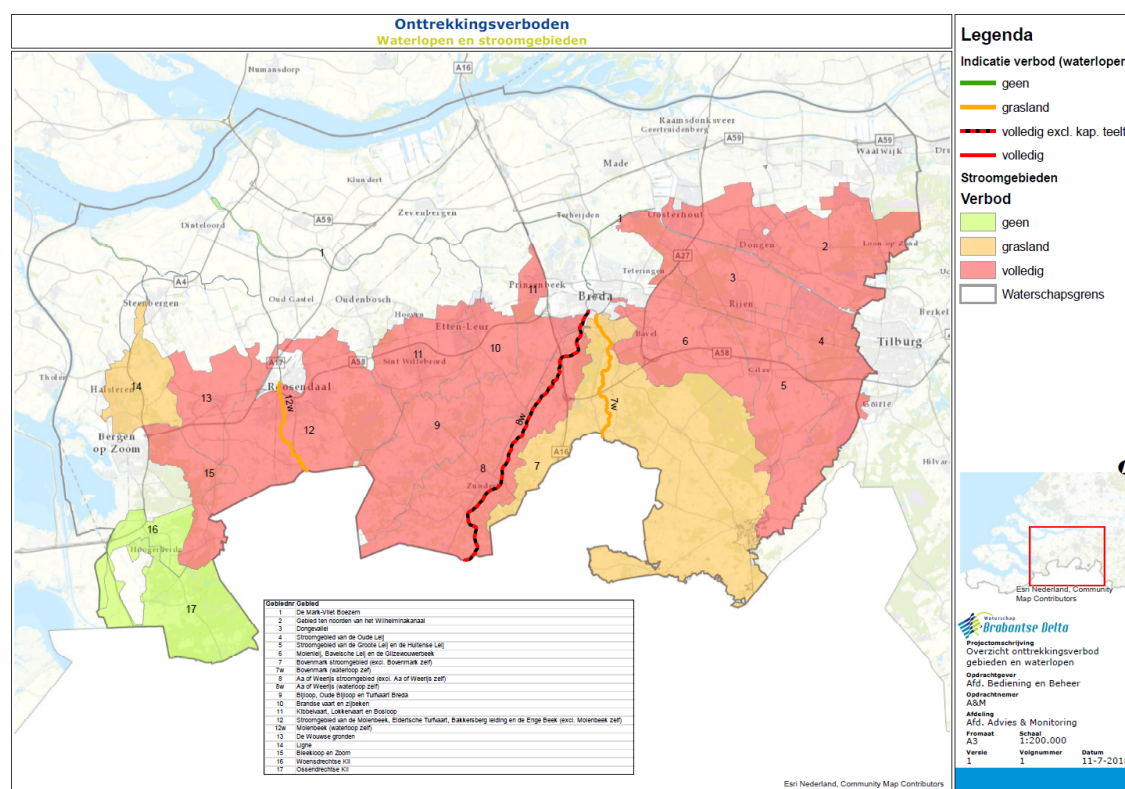 Onttrekkingsverboden
Waterlopen en stroomgebieden
Numansdorp
A16
Raamsdonksveer
Geertruidenberg
A59
A59
Waalwijk
Made
Klundert
Zevenbergen
A59
Terheijden
1
Oosterhout
2
Dinteloord
1
Dongen
Loon op Zand
A27
Teteringen
3
A4
Prinsenbeek
11
Steenbergen
Oud Gastel
Oudenbosch
Breda
Rijen
Hoeven
Etten-Leur
Berkel
Bavel
6
4
Tilburg
10
11
A17
A58
Sint Willebrord
A58
Gilze
5
Tholen
Halsteren
14
13
Roosendaal
12w
7w
Goirle
9
8w
12
Bergen
op Zoom
A16
7
Hilvar
15
8
Zundert
16
Hoogerheide
17
Gebiednr Gebied
1 De Mark-Vliet Boezem
2 Gebied ten noorden van het Wilhelminakanaal
3 Dongevallei
4 Stroomgebied van de Oude Leij
5 Stroomgebied van de Groote Leij en de Hultense Leij
6 Molenleij, Bavelsche Leij en de Gilzewouwerbeek
7 Bovenmark stroomgebied (excl. Bovenmark zelf)
7w Bovenmark (waterloop zelf)
8 Aa of Weerijs stroomgebied (excl. Aa of Weerijs zelf)
8w Aa of Weerijs (waterloop zelf)
9 Bijloop, Oude Bijloop en Turfvaart Breda
10 Brandse vaart en zijbeken
11 Kibbelvaart, Lokkervaart en Bosloop
12 Stroomgebied van de Molenbeek, Elderische Turfvaart, Bakkersberg leiding en de Enge Beek (excl. Molenbeek zelf)
12w Molenbeek (waterloop zelf)
13 De Wouwse gronden
14 Ligne
15 Bleekloop en Zoom
16 Woensdrechtse Kil
17 Ossendrechtse Kil
Esri Nederland, Community Map Contributors
Legenda
Indicatie verbod (waterlopen
geen
grasland
volledig excl. kap. teelt
volledig
Stroomgebieden
Verbod
geen
grasland
volledig
Waterschapsgrens
Esri Nederland, Community
Map Contributors
Waterschap
Brabantse Delta
Projectomschrijving
Overzicht onttrekkingsverbod
gebieden en waterlopen
Opdrachtgever
Afd. Bediening en Beheer
Opdrachtnemer
A&M
Afdeling
Afd. Advies & Monitoring
Formaat Schaal
A3 1:200.000
Versie Volgnummer Datum
1 1 11-7-2018